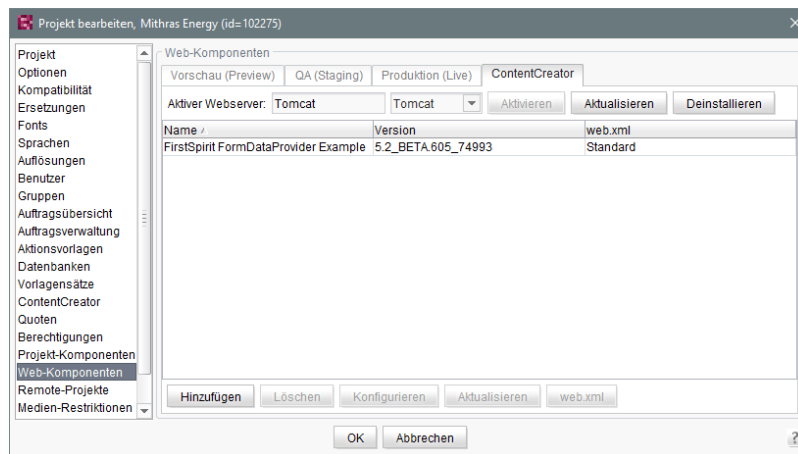 Projekt bearbeiten, Mithras Energy (id=102275)
Projekt
Optionen
Kompatibilität
Ersetzungen
Fonts
Sprachen
Auflösungen
Benutzer
Gruppen
Auftragsübersicht
Auftragsverwaltung
Aktionsvorlagen
Datenbanken
Vorlagensätze
ContentCreator
Quoten
Berechtigungen
Projekt-Komponenten
Web-Komponenten
Remote-Projekte
Medien-Restriktionen
Web-Komponenten
Vorschau (Preview) QA (Staging) Produktion (Live) ContentCreator
Aktiver Webserver: Tomcat Tomcat Aktivieren Aktualisieren Deinstallieren
Name Version web.xml
FirstSpirit FormDataProvider Example 5.2_BETA.605_74993 Standard
Hinzufügen Löschen Konfigurieren Aktualisieren web.xml
OK Abbrechen ?